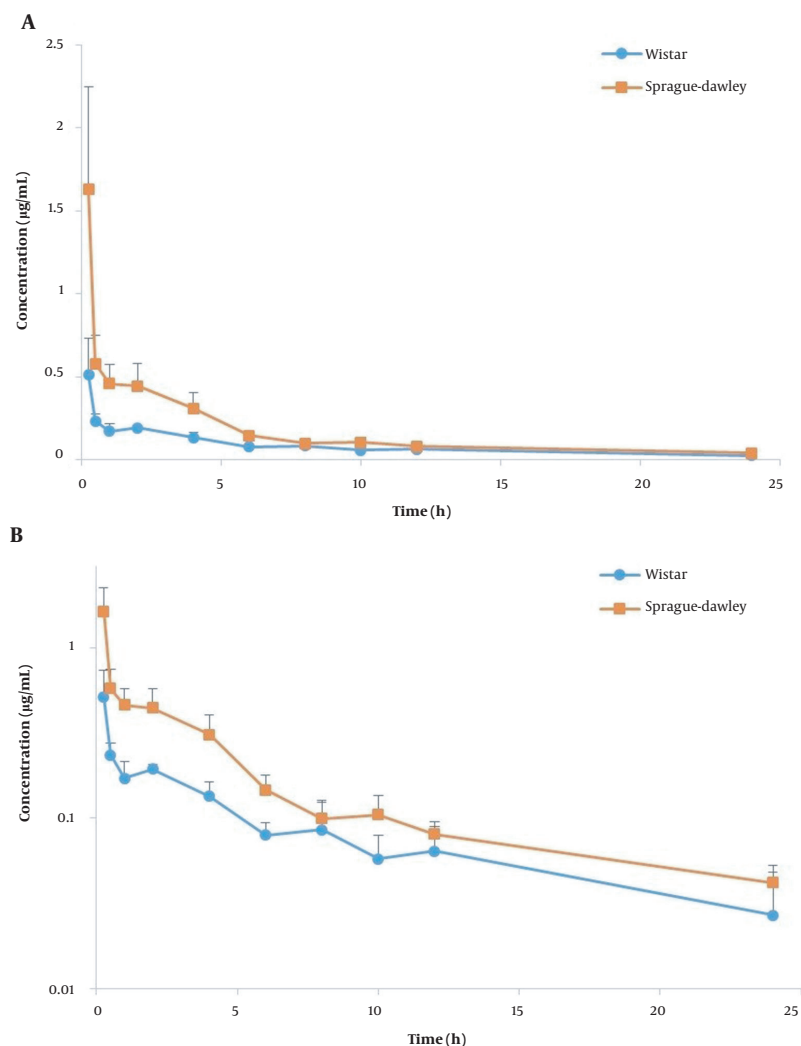 A
2.5
2
1.5
1
0.5
0
Concentration (µg/mL)
Wistar
Sprague-dawley
0 5 10 15 20 25
Time (h)
B
1
0.1
0.01
Concentration (µg/mL)
Wistar
Sprague-dawley
0 5 10 15 20 25
Time (h)